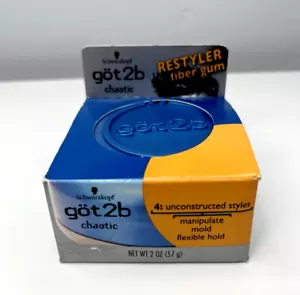 Schwarzkopf
göt2b
chaotic
RESTYLER
fiber gum
göt2b
Schwarzkopf
göt2b
chaotic
4: unconstructed styles
manipulate
mold
flexible hold
NET WT 2 OZ (57 g)